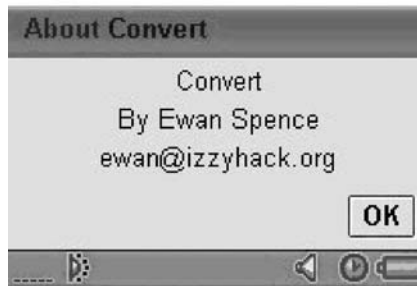 About Convert
Convert
By Ewan Spence
ewan@izzyhack.org
OK